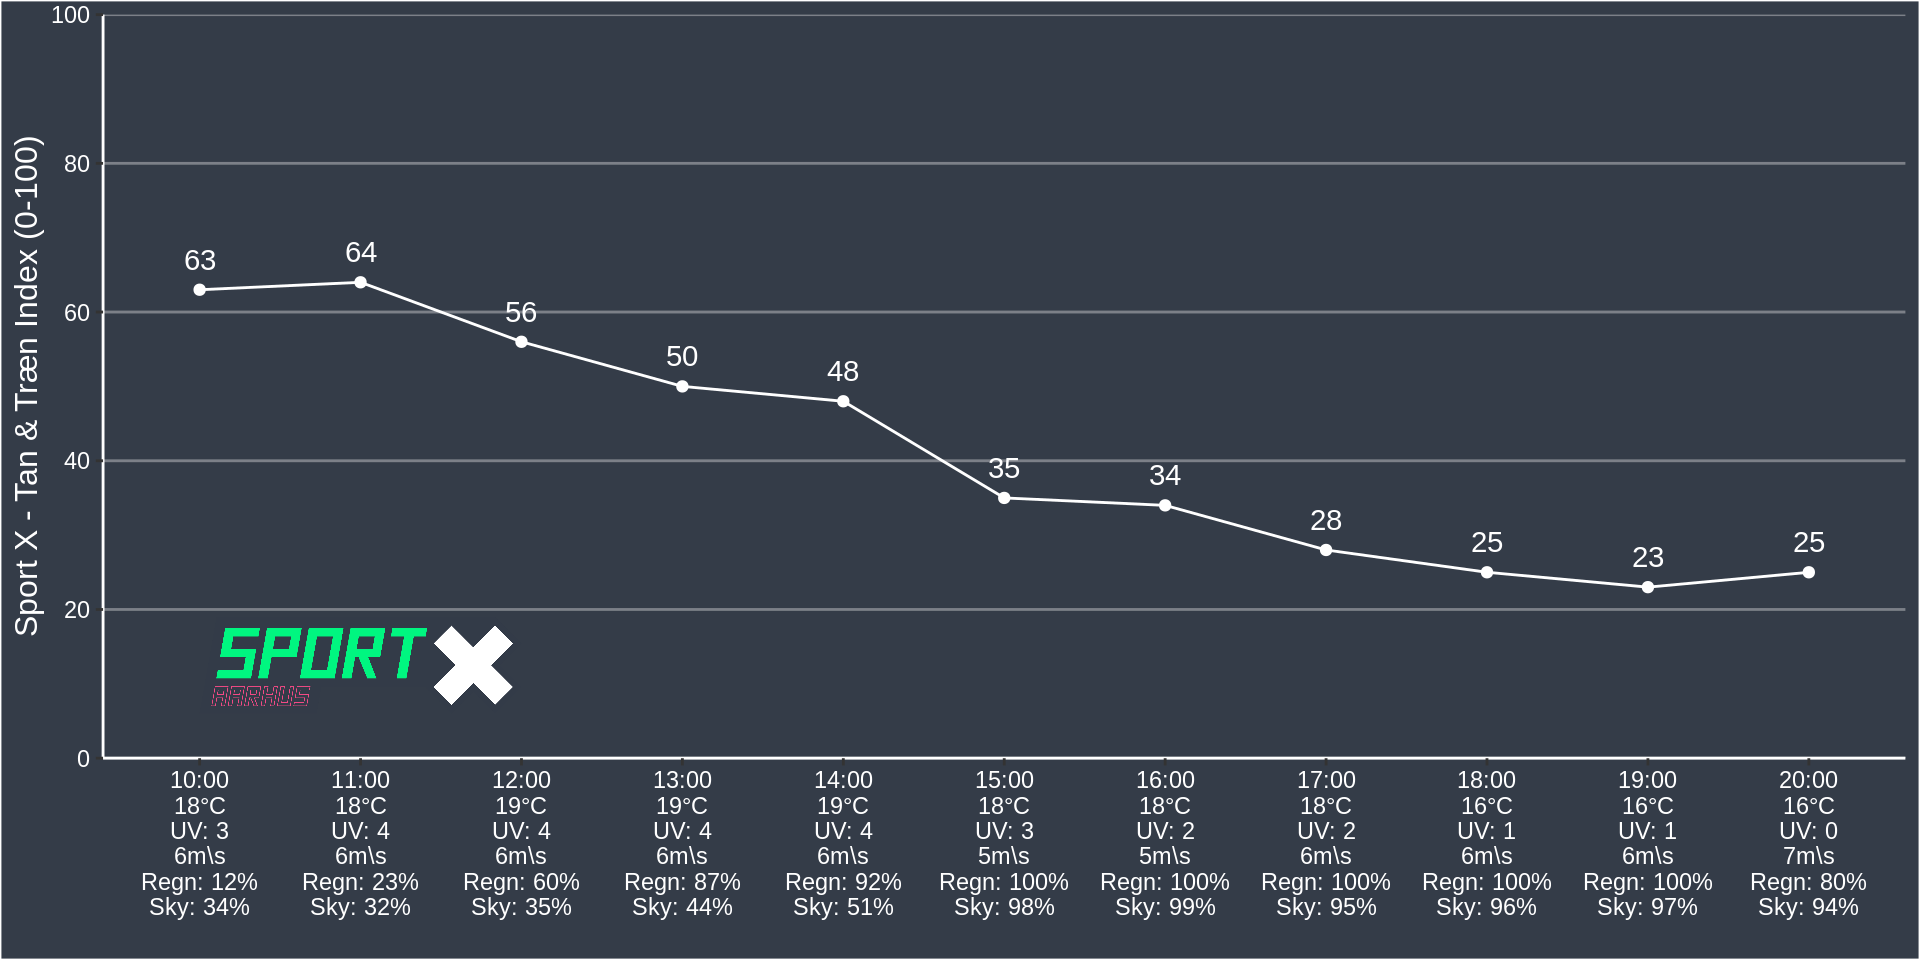 Sport X - Tan & Træn Index (0-100)
100
80
60
40
20
0
63
64
56
50
48
35
34
28
25
23
25
SPORT X
AARHUS
10:00 11:00 12:00 13:00 14:00 15:00 16:00 17:00 18:00 19:00 20:00
18°C 18°C 19°C 19°C 19°C 18°C 18°C 18°C 16°C 16°C 16°C
UV: 3 UV: 4 UV: 4 UV: 4 UV: 4 UV: 3 UV: 2 UV: 2 UV: 1 UV: 1 UV: 0
6m\s 6m\s 6m\s 6m\s 6m\s 5m\s 5m\s 6m\s 6m\s 6m\s 7m\s
Regn: 12% Regn: 23% Regn: 60% Regn: 87% Regn: 92% Regn: 100% Regn: 100% Regn: 100% Regn: 100% Regn: 100% Regn: 80%
Sky: 34% Sky: 32% Sky: 35% Sky: 44% Sky: 51% Sky: 98% Sky: 99% Sky: 95% Sky: 96% Sky: 97% Sky: 94%